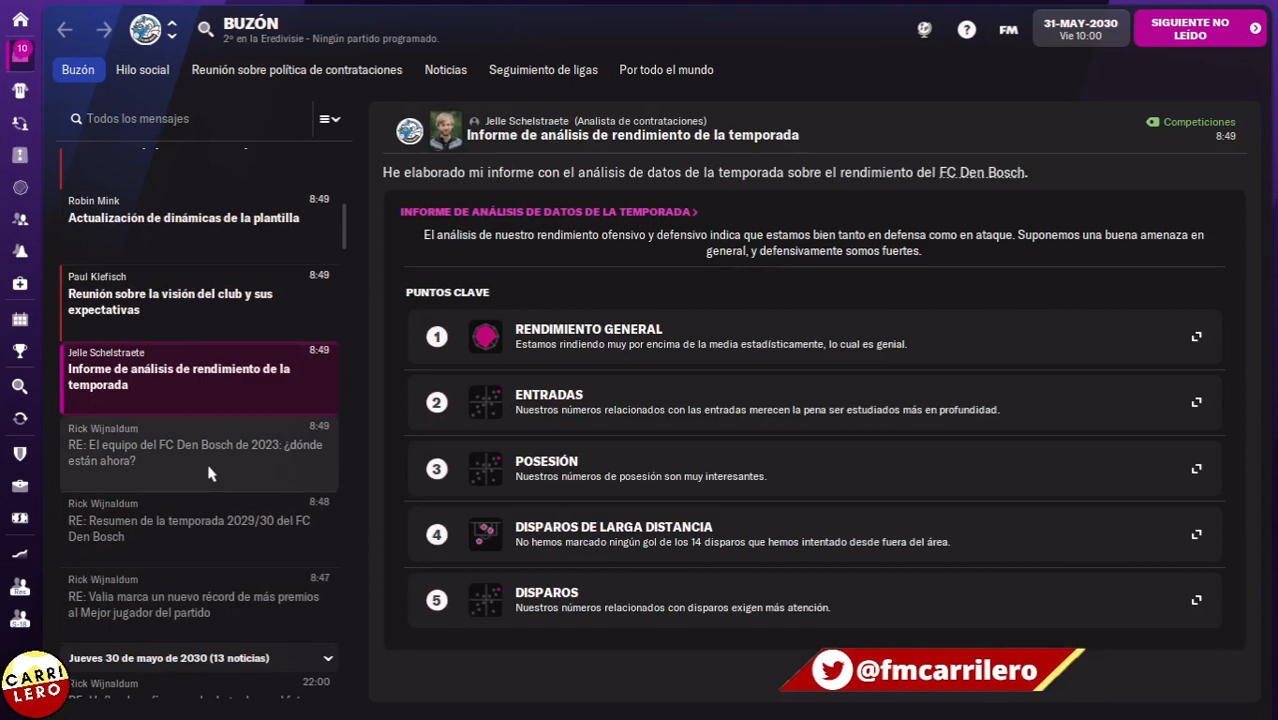 10
BUZÓN
2º en la Eredivisie - Ningún partido programado.
?
FM
31-MAY-2030
Vie 10:00
SIGUIENTE NO
LEÍDO
Buzón
Hilo social
Reunión sobre política de contrataciones
Noticias
Seguimiento de ligas
Por todo el mundo
Todos los mensajes
Robin Mink
8:49
Actualización de dinámicas de la plantilla
Paul Klefisch
8:49
Reunión sobre la visión del club y sus
expectativas
Jelle Schelstraete
8:49
Informe de análisis de rendimiento de la
temporada
Rick Wijnaldum
8:49
RE: El equipo del FC Den Bosch de 2023: ¿dónde
están ahora?
Rick Wijnaldum
8:48
RE: Resumen de la temporada 2029/30 del FC
Den Bosch
Rick Wijnaldum
8:47
RE: Valia marca un nuevo récord de más premios
al Mejor jugador del partido
Jueves 30 de mayo de 2030 (13 noticias)
Rick Wijnaldum
22:00
Jelle Schelstraete (Analista de contrataciones)
Informe de análisis de rendimiento de la temporada
Competiciones
8:49
He elaborado mi informe con el análisis de datos de la temporada sobre el rendimiento del FC Den Bosch.
INFORME DE ANÁLISIS DE DATOS DE LA TEMPORADA >
El análisis de nuestro rendimiento ofensivo y defensivo indica que estamos bien tanto en defensa como en ataque. Suponemos una buena amenaza en
general, y defensivamente somos fuertes.
PUNTOS CLAVE
1
RENDIMIENTO GENERAL
Estamos rindiendo muy por encima de la media estadísticamente, lo cual es genial.
2
ENTRADAS
Nuestros números relacionados con las entradas merecen la pena ser estudiados más en profundidad.
3
POSESIÓN
Nuestros números de posesión son muy interesantes.
4
DISPAROS DE LARGA DISTANCIA
No hemos marcado ningún gol de los 14 disparos que hemos intentado desde fuera del área.
5
DISPAROS
Nuestros números relacionados con disparos exigen más atención.
Res
S-18
CARRI
LERO
@fmcarrilero